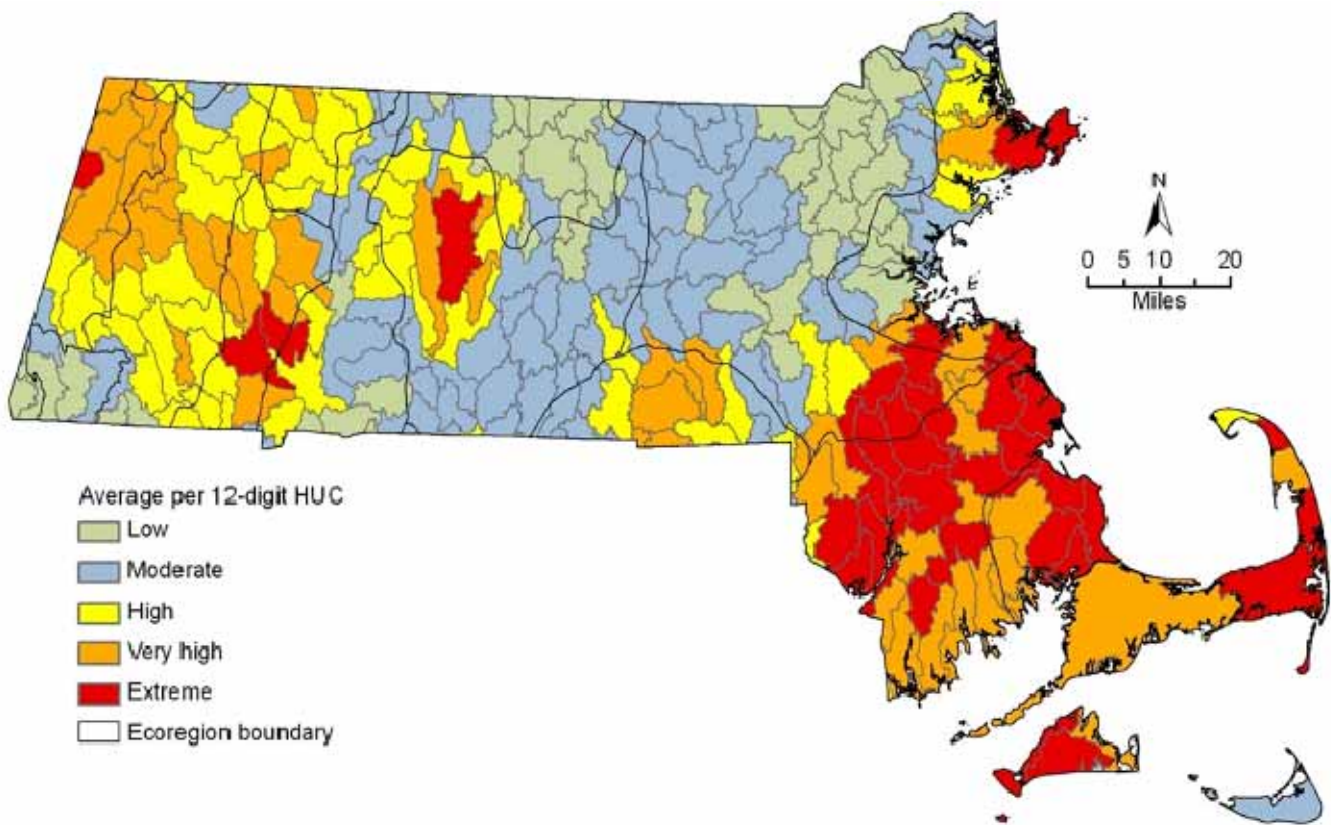 N
0 5 10 20
Miles
Average per 12-digit HUC
Low
Moderate
High
Very high
Extreme
Ecoregion boundary